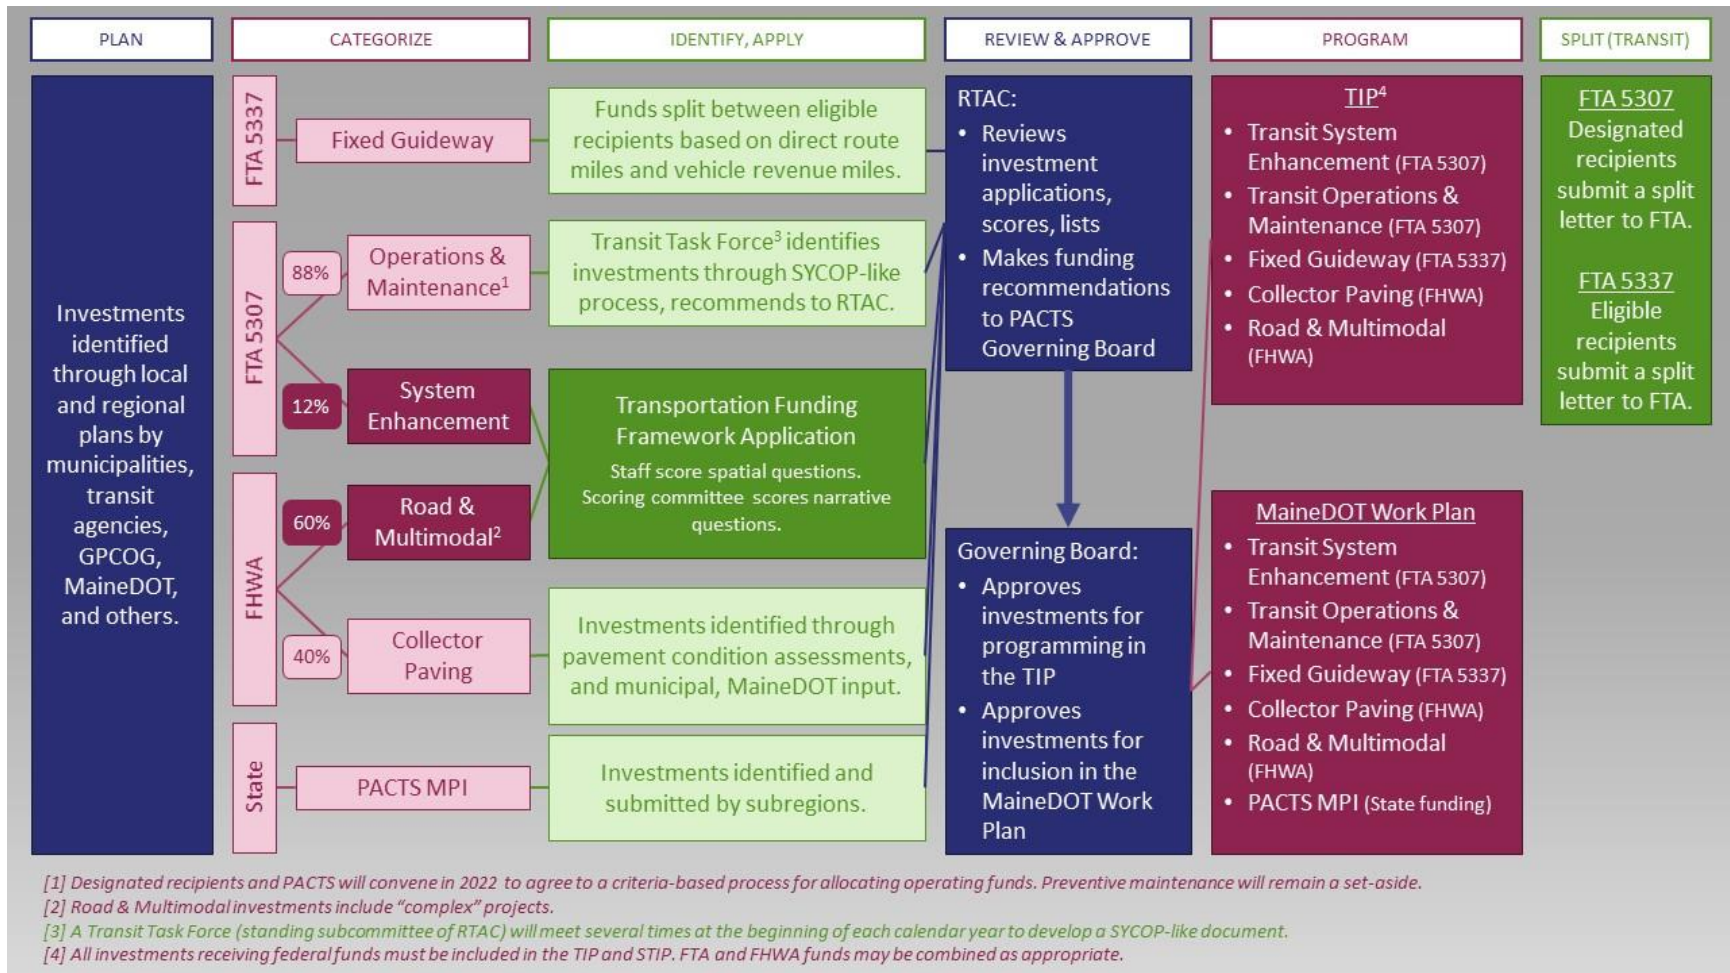 PLAN
CATEGORIZE
IDENTIFY, APPLY
REVIEW & APPROVE
PROGRAM
SPLIT (TRANSIT)
Investments
identified
through local
and regional
plans by
municipalities,
transit
agencies,
GPCOG,
MaineDOT,
and others.
FTA 5337
Fixed Guideway
FTA 5307
88%
Operations &
Maintenance¹
12%
System
Enhancement
FHWA
60%
Road &
Multimodal²
40%
Collector
Paving
State
PACTS MPI
Funds split between eligible
recipients based on direct route
miles and vehicle revenue miles.
Transit Task Force³ identifies
investments through SYCOP-like
process, recommends to RTAC.
Transportation Funding
Framework Application
Staff score spatial questions.
Scoring committee scores narrative
questions.
Investments identified through
pavement condition assessments,
and municipal, MaineDOT input.
Investments identified and
submitted by subregions.
RTAC:
• Reviews
investment
applications,
scores, lists
• Makes funding
recommendations
to PACTS
Governing Board
Governing Board:
• Approves
investments for
programming in
the TIP
• Approves
investments for
inclusion in the
MaineDOT Work
Plan
TIP⁴
• Transit System
Enhancement (FTA 5307)
• Transit Operations &
Maintenance (FTA 5307)
• Fixed Guideway (FTA 5337)
• Collector Paving (FHWA)
• Road & Multimodal
(FHWA)
MaineDOT Work Plan
• Transit System
Enhancement (FTA 5307)
• Transit Operations &
Maintenance (FTA 5307)
• Fixed Guideway (FTA 5337)
• Collector Paving (FHWA)
• Road & Multimodal
(FHWA)
• PACTS MPI (State funding)
FTA 5307
Designated
recipients
submit a split
letter to FTA.
FTA 5337
Eligible
recipients
submit a split
letter to FTA.
[1] Designated recipients and PACTS will convene in 2022 to agree to a criteria-based process for allocating operating funds. Preventive maintenance will remain a set-aside.
[2] Road & Multimodal investments include “complex” projects.
[3] A Transit Task Force (standing subcommittee of RTAC) will meet several times at the beginning of each calendar year to develop a SYCOP-like document.
[4] All investments receiving federal funds must be included in the TIP and STIP. FTA and FHWA funds may be combined as appropriate.